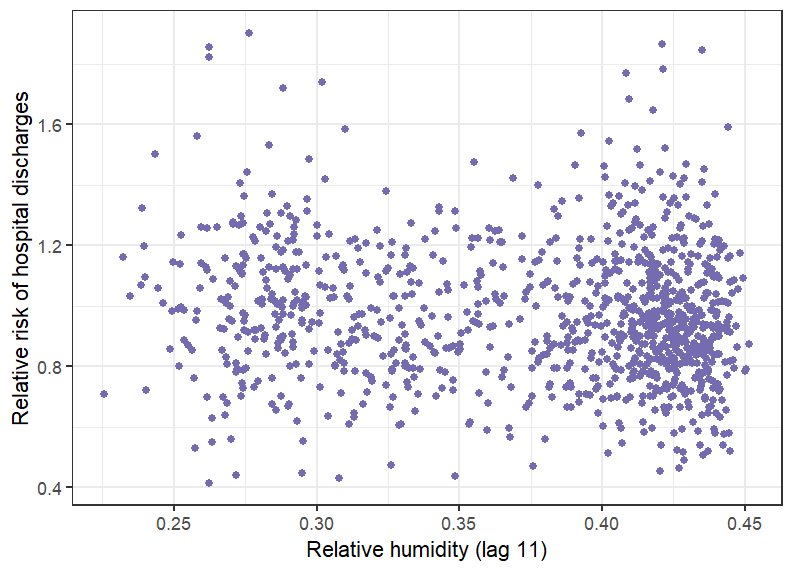 Relative risk of hospital discharges
1.6
1.2
0.8
0.4
0.25 0.30 0.35 0.40 0.45
Relative humidity (lag 11)